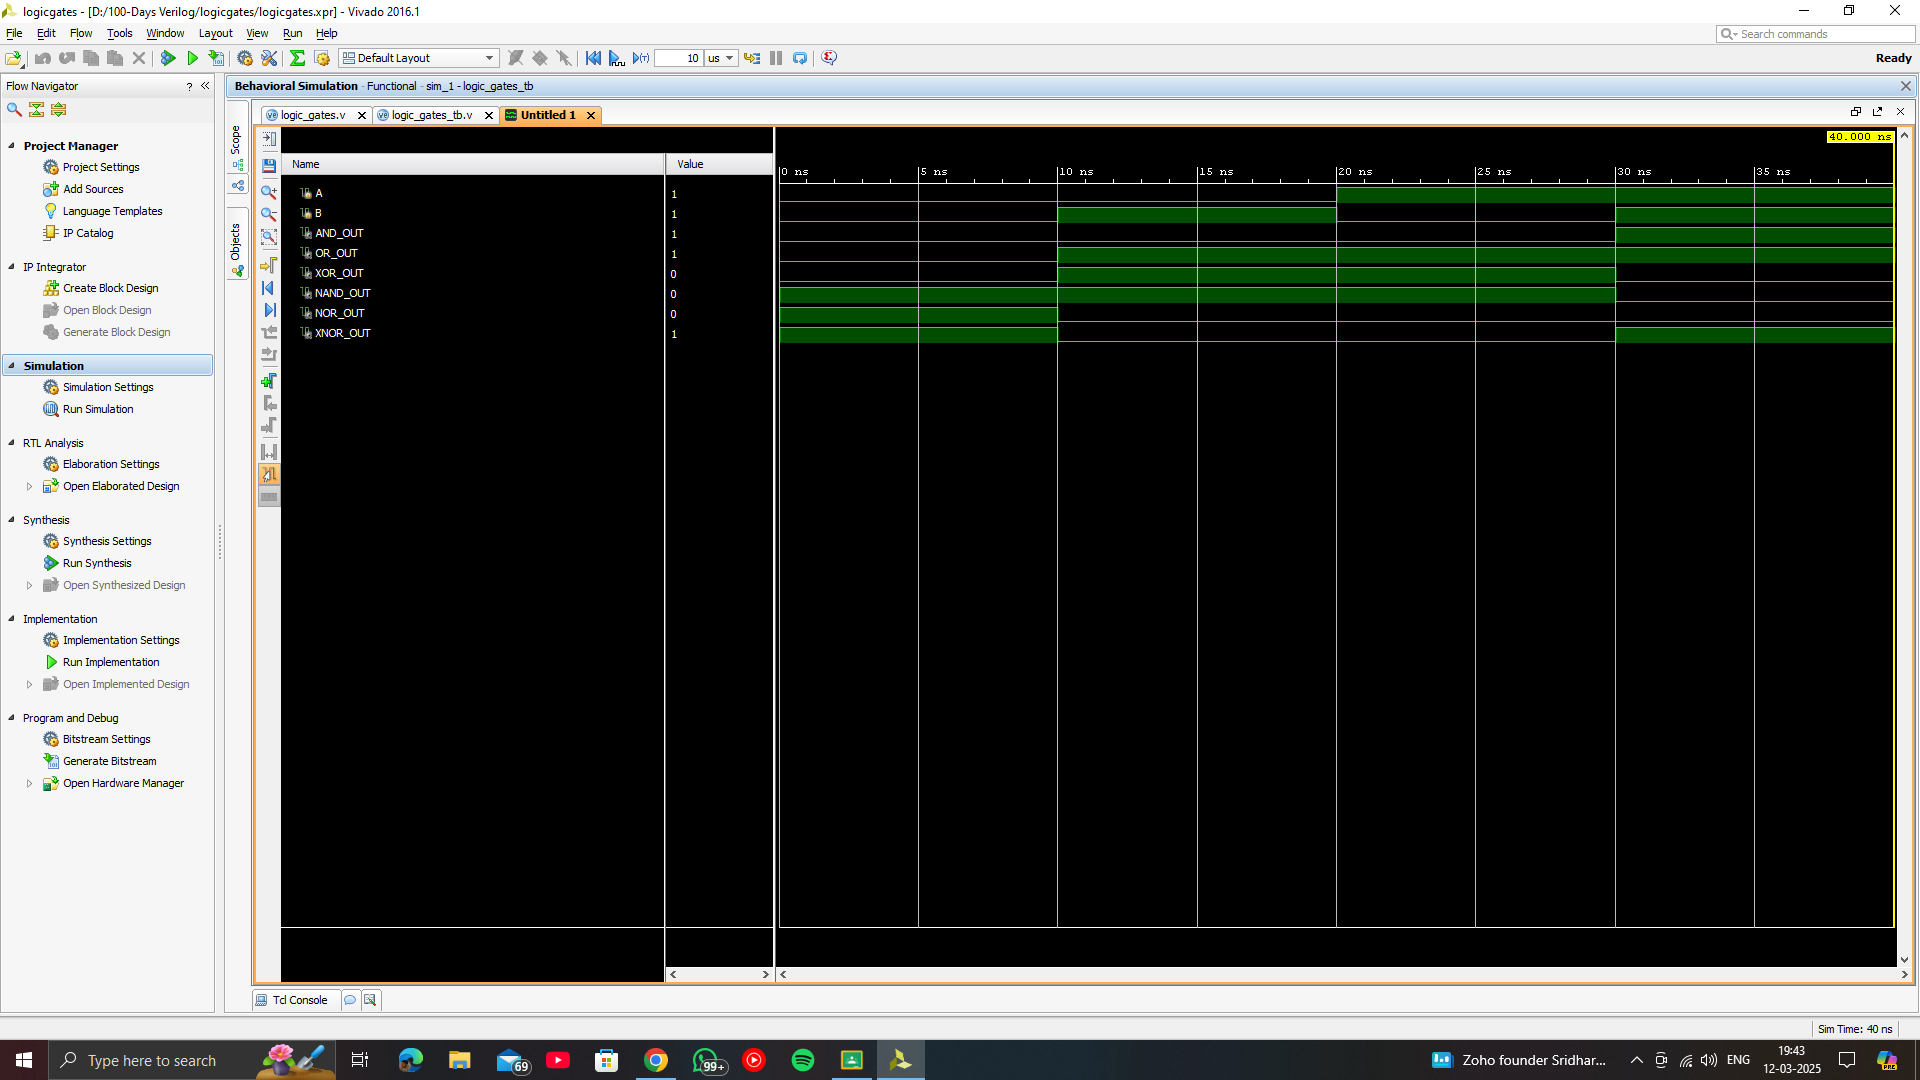 logicgates - [D:/100-Days Verilog/logicgates/logicgates.xpr] - Vivado 2016.1
File Edit Flow Tools Window Layout View Run Help
Search commands
Default Layout
10 us
Ready
Flow Navigator ? «
Project Manager
Project Settings
Add Sources
Language Templates
IP Catalog
IP Integrator
Create Block Design
Open Block Design
Generate Block Design
Simulation
Simulation Settings
Run Simulation
RTL Analysis
Elaboration Settings
Open Elaborated Design
Synthesis
Synthesis Settings
Run Synthesis
Open Synthesized Design
Implementation
Implementation Settings
Run Implementation
Open Implemented Design
Program and Debug
Bitstream Settings
Generate Bitstream
Open Hardware Manager
Behavioral Simulation - Functional - sim_1 - logic_gates_tb
Scope
Objects
logic_gates.v
logic_gates_tb.v
Untitled 1
Name Value
40.000 ns
0 ns 5 ns 10 ns 15 ns 20 ns 25 ns 30 ns 35 ns
A 1
B 1
AND_OUT 1
OR_OUT 1
XOR_OUT 0
NAND_OUT 0
NOR_OUT 0
XNOR_OUT 1
Tcl Console
Sim Time: 40 ns
Type here to search
69
99+
Zoho founder Sridhar...
ENG
19:43
12-03-2025
PRE